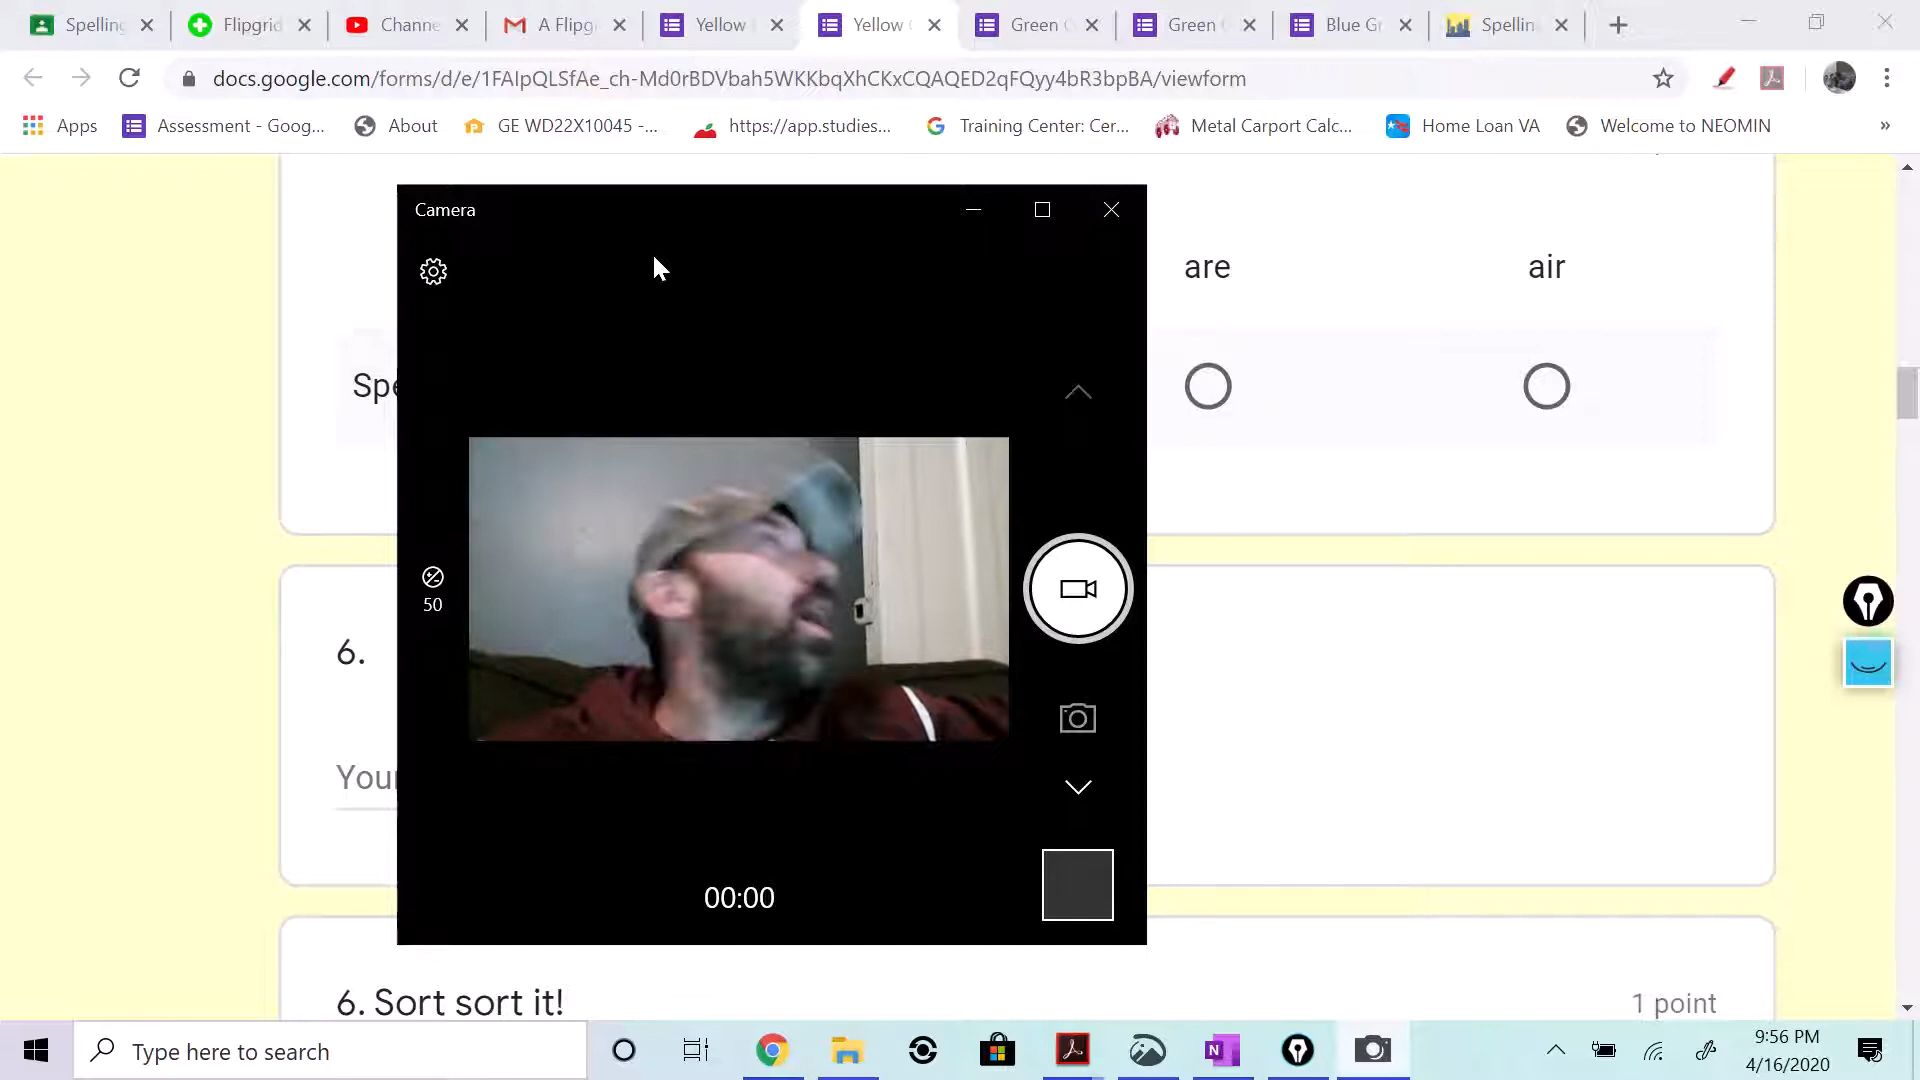 Spelling
Flipgrid
Channe
A Flipg
Yellow
Yellow
Green
Green
Blue Gr
Spellin
docs.google.com/forms/d/e/1FAIpQLSfAe_ch-Md0rBDVbah5WKKbqXhCKxCQAQED2qFQyy4bR3bpBA/viewform
Apps
Assessment - Goog...
About
GE WD22X10045 -...
https://app.studies...
Training Center: Cer...
Metal Carport Calc...
Home Loan VA
Welcome to NEOMIN
»
Camera
are
air
Spe
50
6.
Your
00:00
6. Sort sort it!
1 point
Type here to search
9:56 PM
4/16/2020